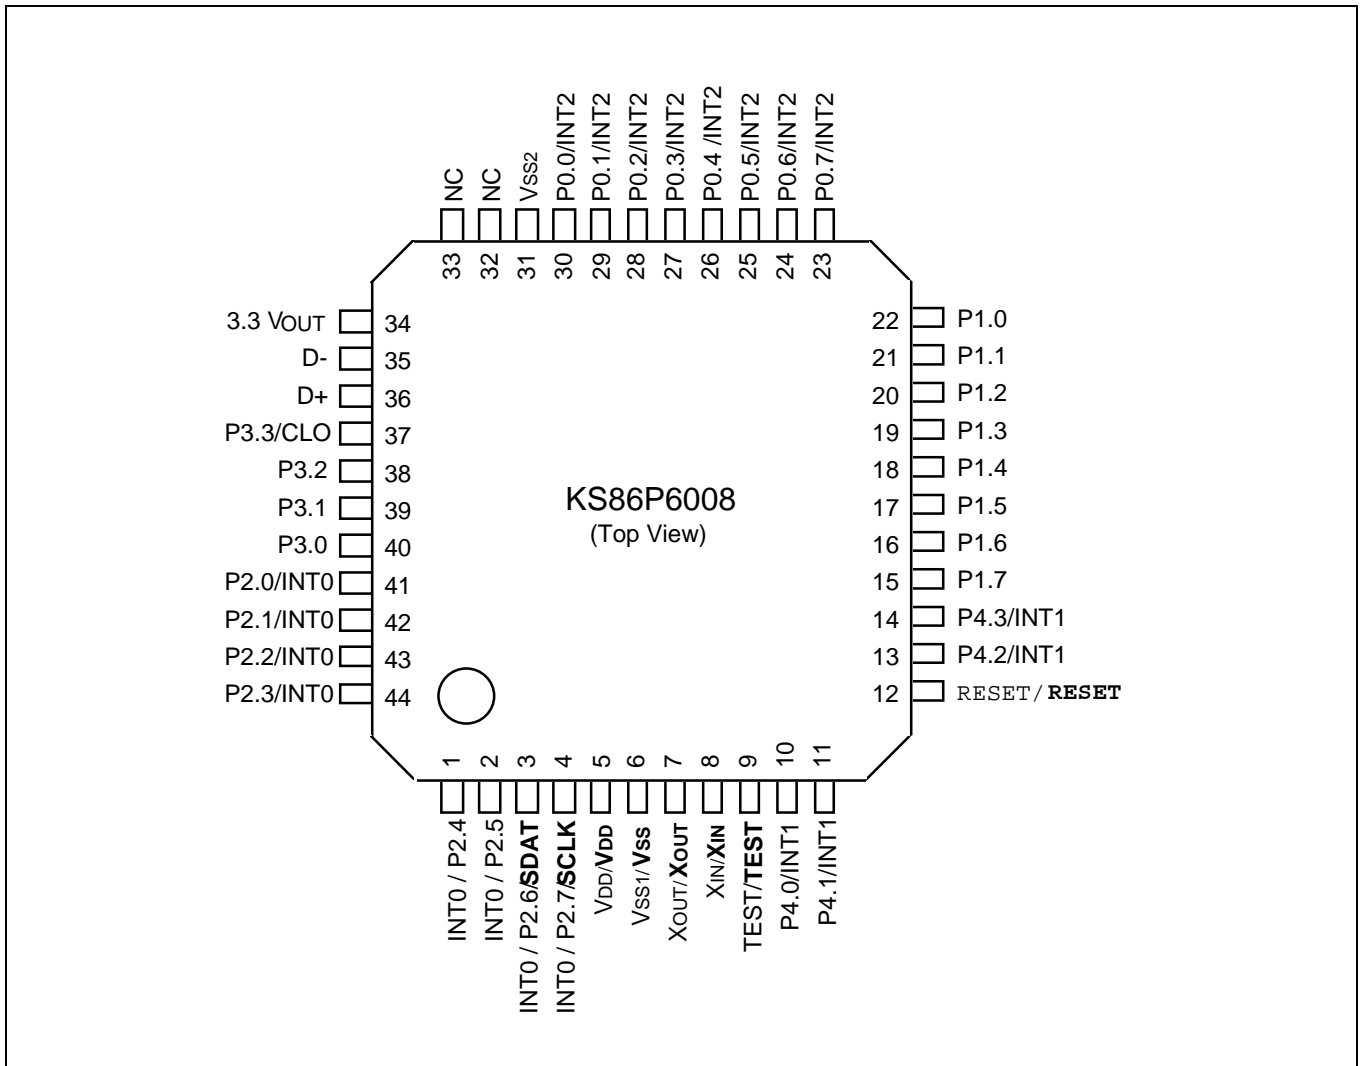 NC
NC
VSS2
P0.0/INT2
P0.1/INT2
P0.2/INT2
P0.3/INT2
P0.4 /INT2
P0.5/INT2
P0.6/INT2
P0.7/INT2
33
32
31
30
29
28
27
26
25
24
23
3.3 VOUT
34
D-
35
D+
36
P3.3/CLO
37
P3.2
38
P3.1
39
P3.0
40
P2.0/INT0
41
P2.1/INT0
42
P2.2/INT0
43
P2.3/INT0
44
KS86P6008
(Top View)
22
P1.0
21
P1.1
20
P1.2
19
P1.3
18
P1.4
17
P1.5
16
P1.6
15
P1.7
14
P4.3/INT1
13
P4.2/INT1
12
RESET/RESET
1
2
3
4
5
6
7
8
9
10
11
INT0 / P2.4
INT0 / P2.5
INT0 / P2.6/SDAT
INT0 / P2.7/SCLK
VDD/VDD
VSS1/VSS
XOUT/XOUT
XIN/XIN
TEST/TEST
P4.0/INT1
P4.1/INT1